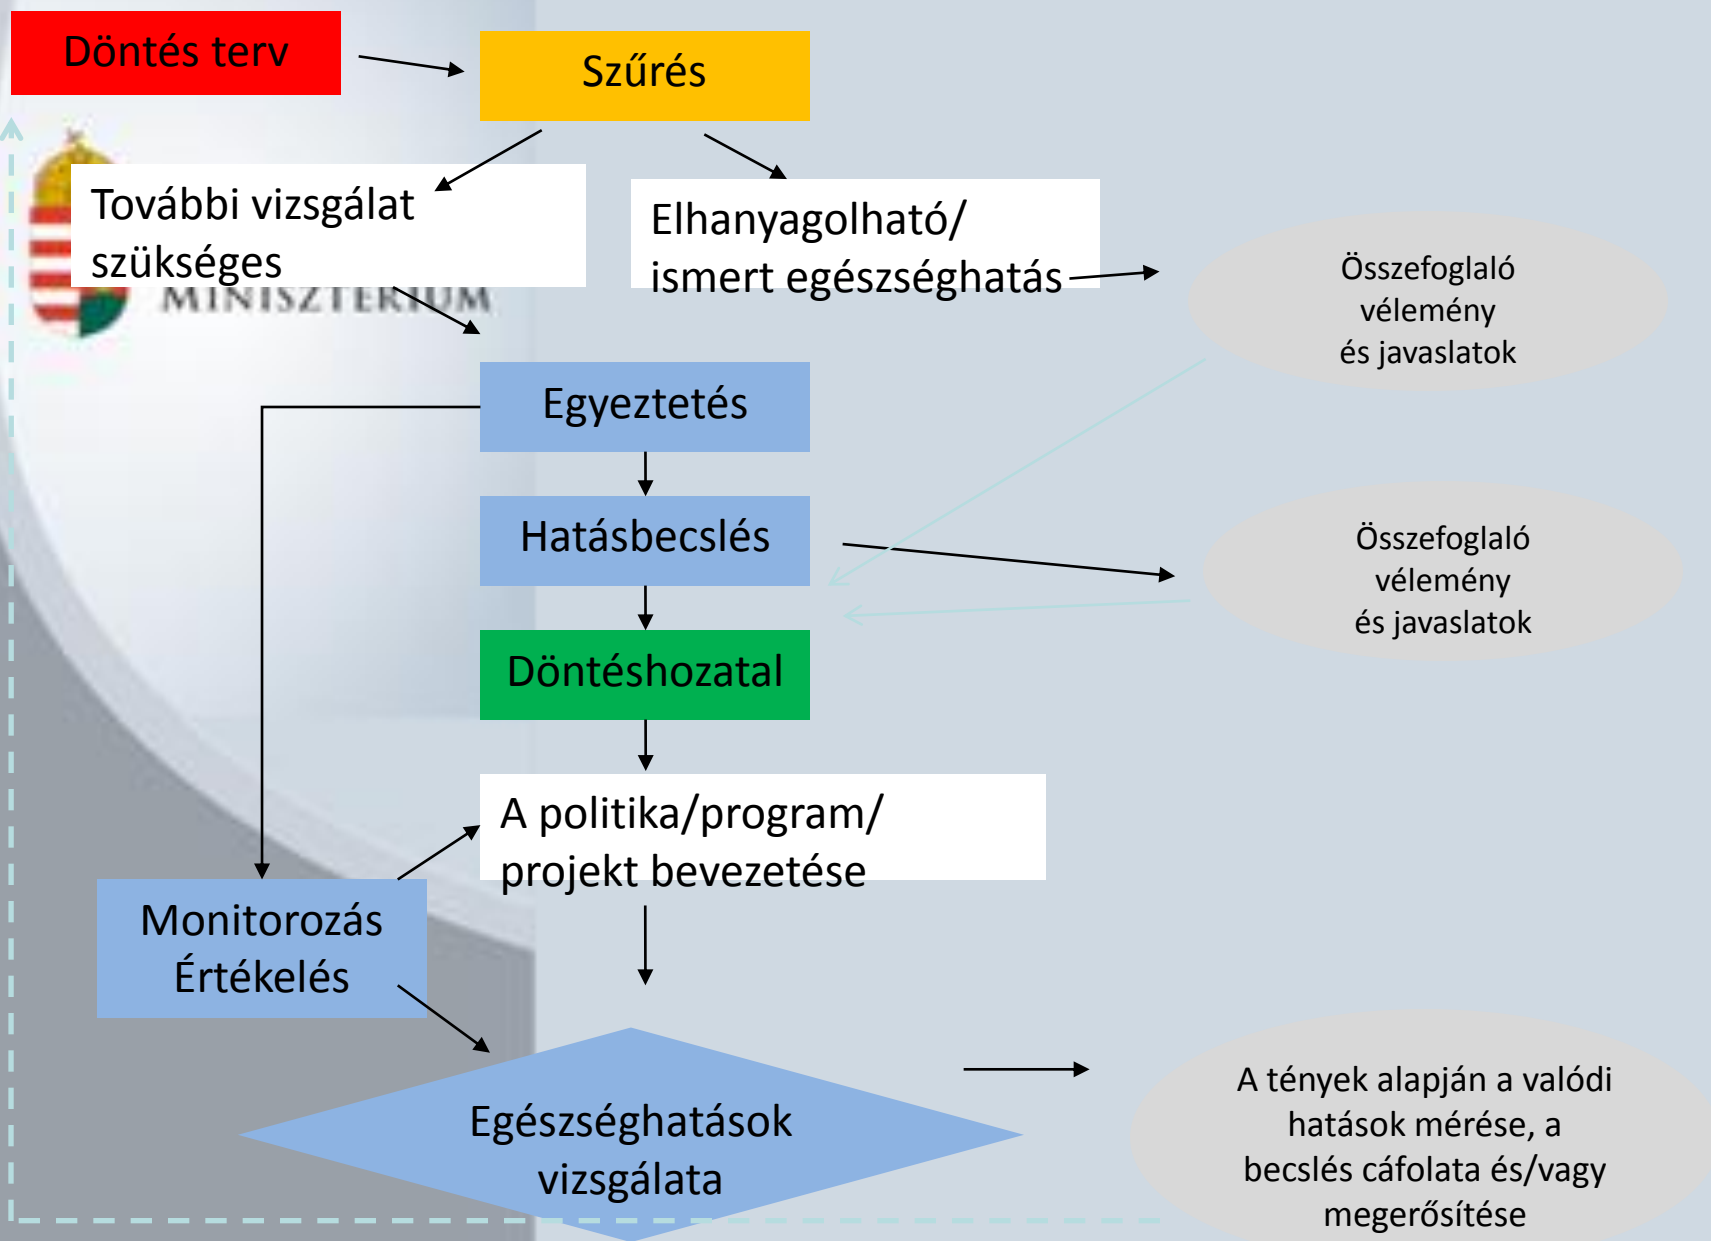 Döntés terv
Szűrés
További vizsgálat
szükséges
Elhanyagolható/
ismert egészséghatás
MINISZTERIUM
Összefoglaló
vélemény
és javaslatok
Egyeztetés
Hatásbecslés
Összefoglaló
vélemény
és javaslatok
Döntéshozatal
A politika/program/
projekt bevezetése
Monitorozás
Értékelés
Egészséghatások
vizsgálata
A tények alapján a valódi
hatások mérése, a
becslés cáfolata és/vagy
megerősítése